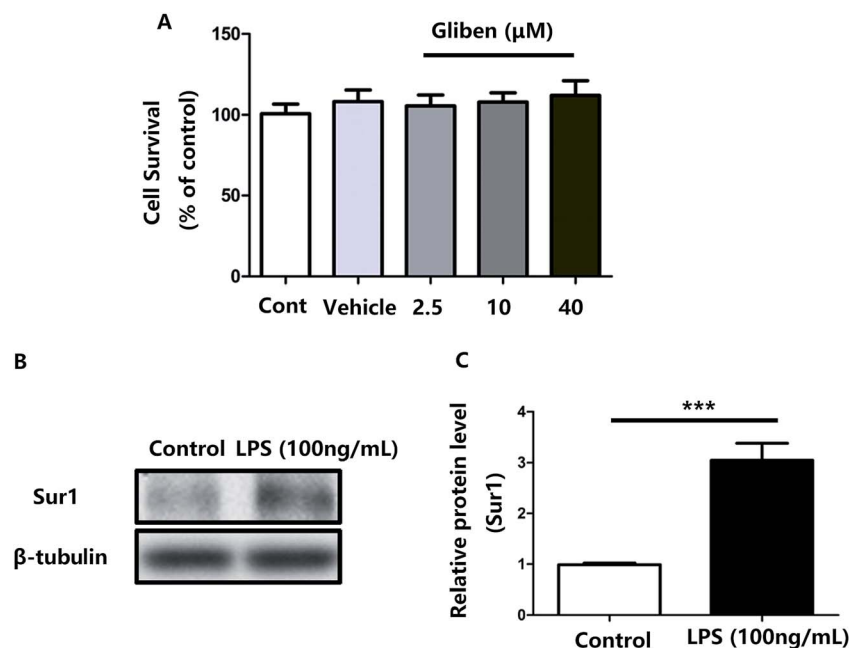 A
Gliben (μM)
Cell Survival
(% of control)
150
100
50
0
Cont Vehicle 2.5 10 40
B
Control LPS (100ng/mL)
Sur1
β-tubulin
C
***
Relative protein level
(Sur1)
4
3
2
1
0
Control LPS (100ng/mL)